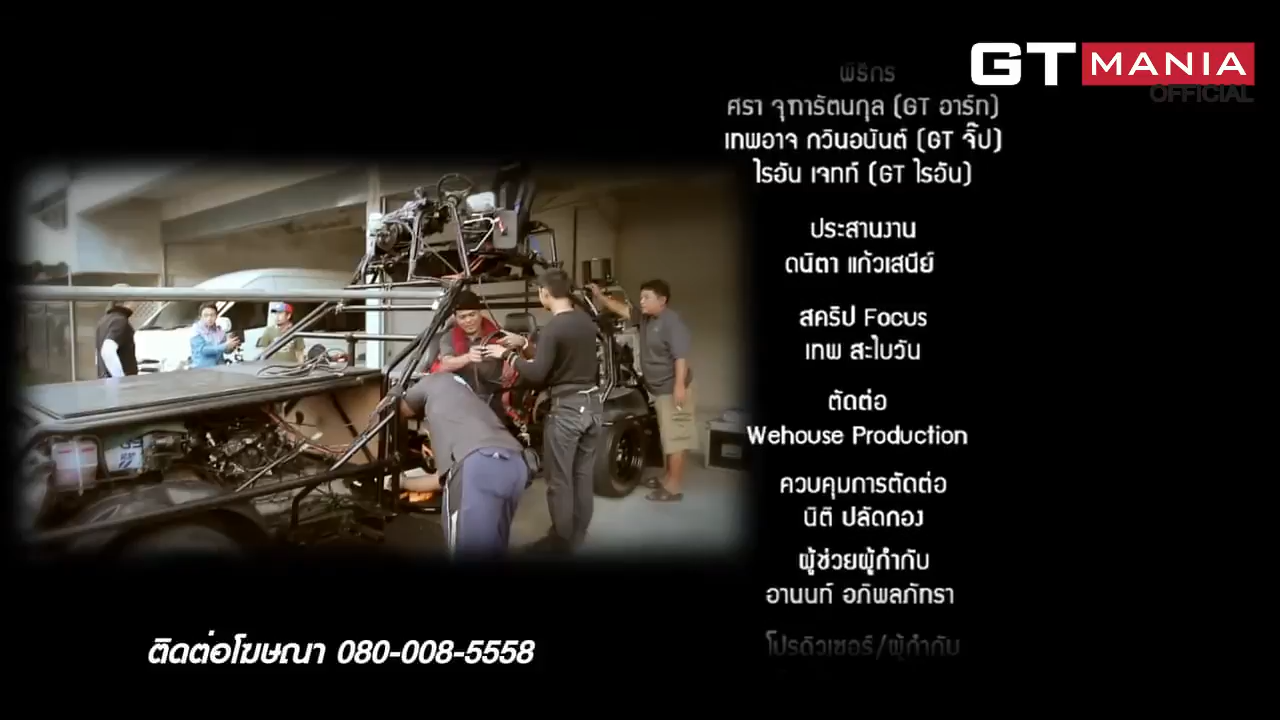 GT MANIA
OFFICIAL
พิธีกร
ศรา จุฑารัตนกุล (GT อาร์ท)
เทพอาจ กวินอนันต์ (GT จิ๊ป)
ไรอัน เจทท์ (GT ไรอัน)
ประสานงาน
ดนิตา แก้วเสนีย์
สคริป Focus
เทพ สะใบวัน
ตัดต่อ
Wehouse Production
ควบคุมการตัดต่อ
นิติ ปลัดกอง
ผู้ช่วยผู้กำกับ
อานนท์ อภิพลภัทรา
โปรดิวเซอร์/ผู้กำกับ
ติดต่อโฆษณา 080-008-5558